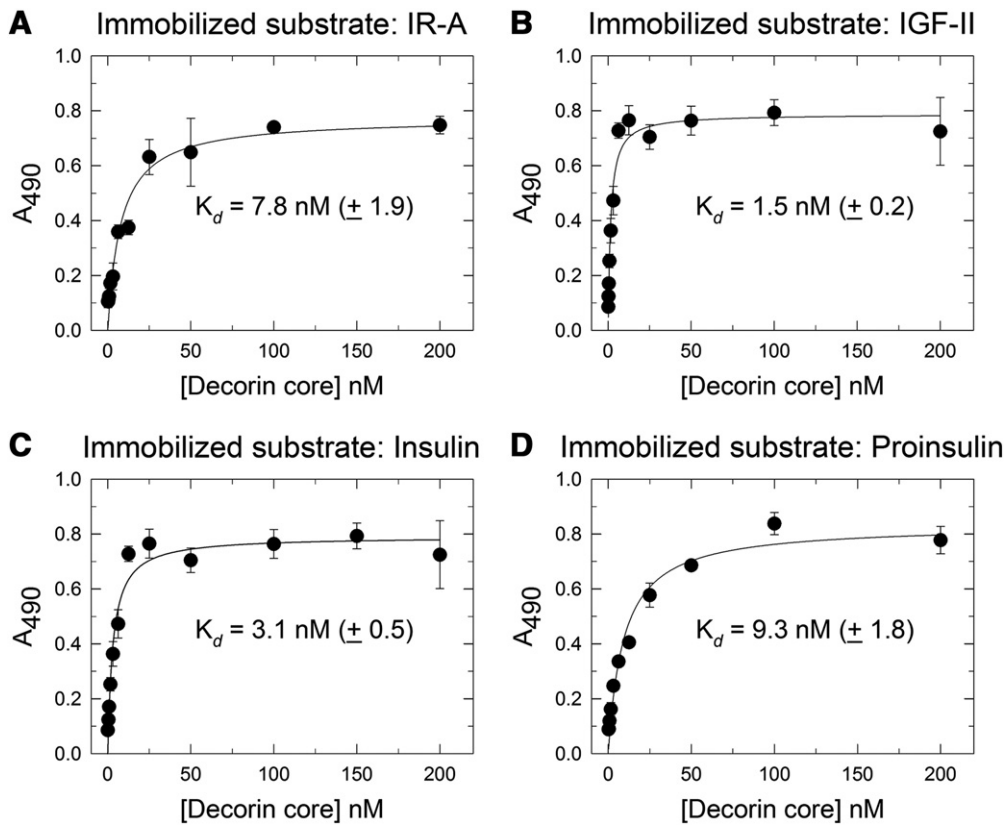 A Immobilized substrate: IR-A
1.0
0.8
0.6
0.4
0.2
0.0
A490
Kd = 7.8 nM (± 1.9)
0 50 100 150 200
[Decorin core] nM
B Immobilized substrate: IGF-II
1.0
0.8
0.6
0.4
0.2
0.0
A490
Kd = 1.5 nM (± 0.2)
0 50 100 150 200
[Decorin core] nM
C Immobilized substrate: Insulin
1.0
0.8
0.6
0.4
0.2
0.0
A490
Kd = 3.1 nM (± 0.5)
0 50 100 150 200
[Decorin core] nM
D Immobilized substrate: Proinsulin
1.0
0.8
0.6
0.4
0.2
0.0
A490
Kd = 9.3 nM (± 1.8)
0 50 100 150 200
[Decorin core] nM